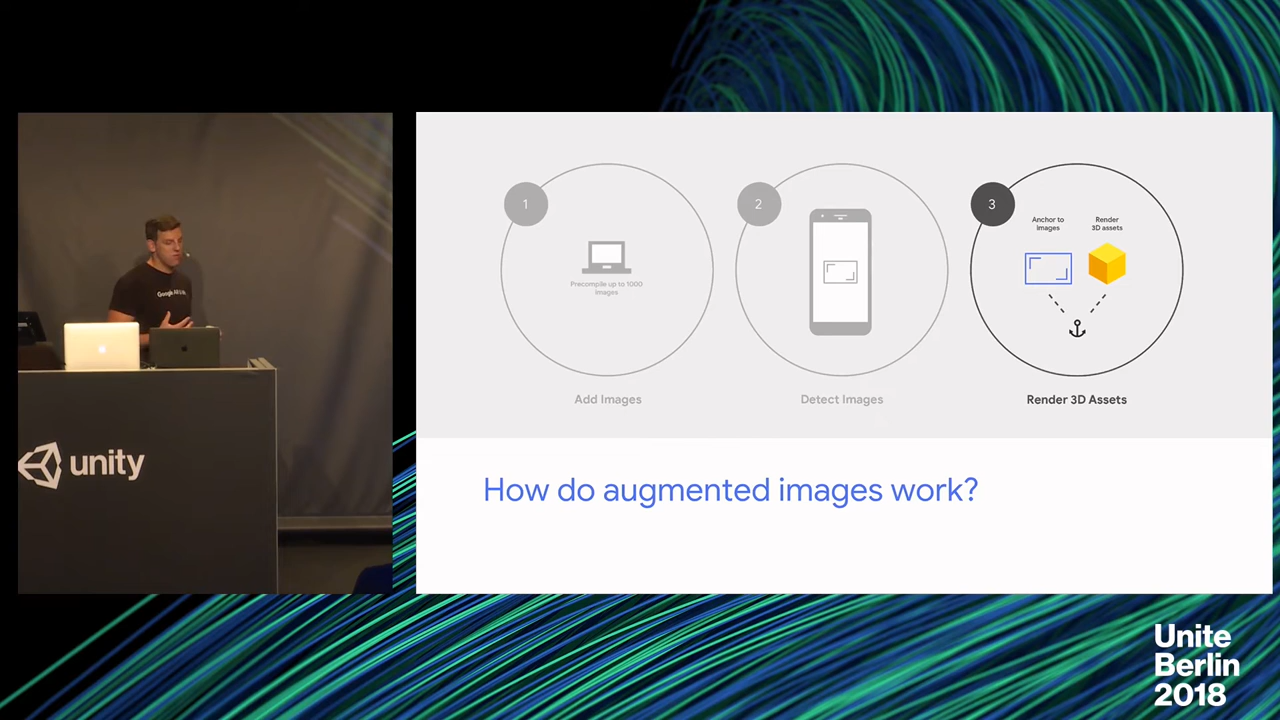 1
2
3
Anchor to
Images
Render
3D assets
Precompile up to 1000
Images
Add Images
Detect Images
Render 3D Assets
How do augmented images work?
unity
Unite
Berlin
2018